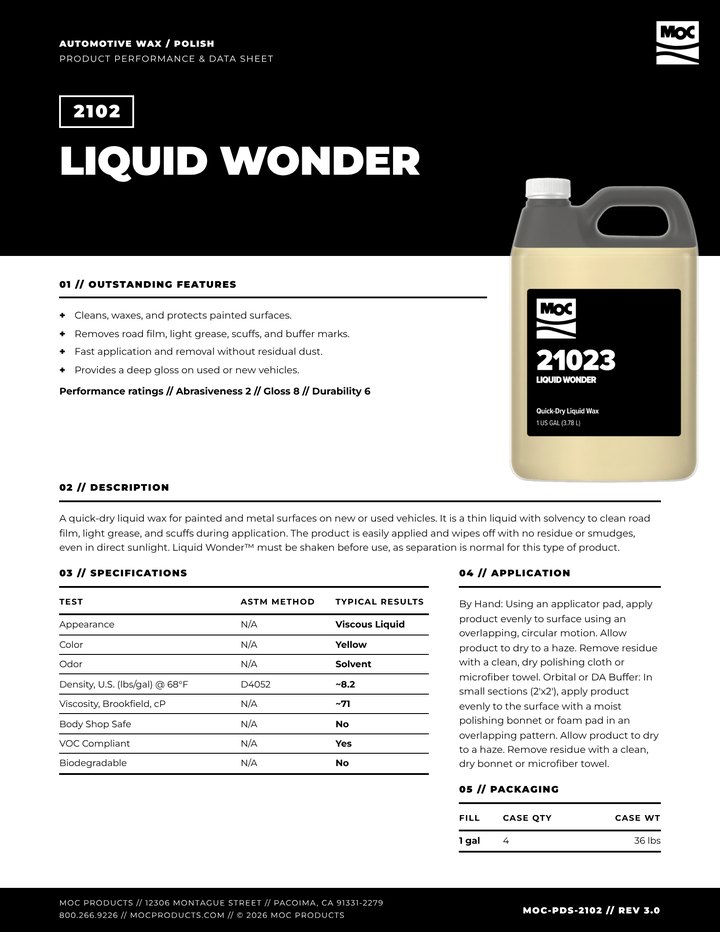 AUTOMOTIVE WAX / POLISH
PRODUCT PERFORMANCE & DATA SHEET
MOC
2102
LIQUID WONDER
01 // OUTSTANDING FEATURES
+ Cleans, waxes, and protects painted surfaces.
+ Removes road film, light grease, scuffs, and buffer marks.
+ Fast application and removal without residual dust.
+ Provides a deep gloss on used or new vehicles.
Performance ratings // Abrasiveness 2 // Gloss 8 // Durability 6
MOC
21023
LIQUID WONDER
Quick-Dry Liquid Wax
1 US GAL (3.78 L)
02 // DESCRIPTION
A quick-dry liquid wax for painted and metal surfaces on new or used vehicles. It is a thin liquid with solvency to clean road
film, light grease, and scuffs during application. The product is easily applied and wipes off with no residue or smudges,
even in direct sunlight. Liquid Wonder™ must be shaken before use, as separation is normal for this type of product.
03 // SPECIFICATIONS
TEST ASTM METHOD TYPICAL RESULTS
Appearance N/A Viscous Liquid
Color N/A Yellow
Odor N/A Solvent
Density, U.S. (lbs/gal) @ 68°F D4052 ~8.2
Viscosity, Brookfield, cP N/A ~71
Body Shop Safe N/A No
VOC Compliant N/A Yes
Biodegradable N/A No
04 // APPLICATION
By Hand: Using an applicator pad, apply
product evenly to surface using an
overlapping, circular motion. Allow
product to dry to a haze. Remove residue
with a clean, dry polishing cloth or
microfiber towel. Orbital or DA Buffer: In
small sections (2'x2'), apply product
evenly to the surface with a moist
polishing bonnet or foam pad in an
overlapping pattern. Allow product to dry
to a haze. Remove residue with a clean,
dry bonnet or microfiber towel.
05 // PACKAGING
FILL CASE QTY CASE WT
1 gal 4 36 lbs
MOC PRODUCTS // 12306 MONTAGUE STREET // PACOIMA, CA 91331-2279
800.266.9226 // MOCPRODUCTS.COM // © 2026 MOC PRODUCTS
MOC-PDS-2102 // REV 3.0